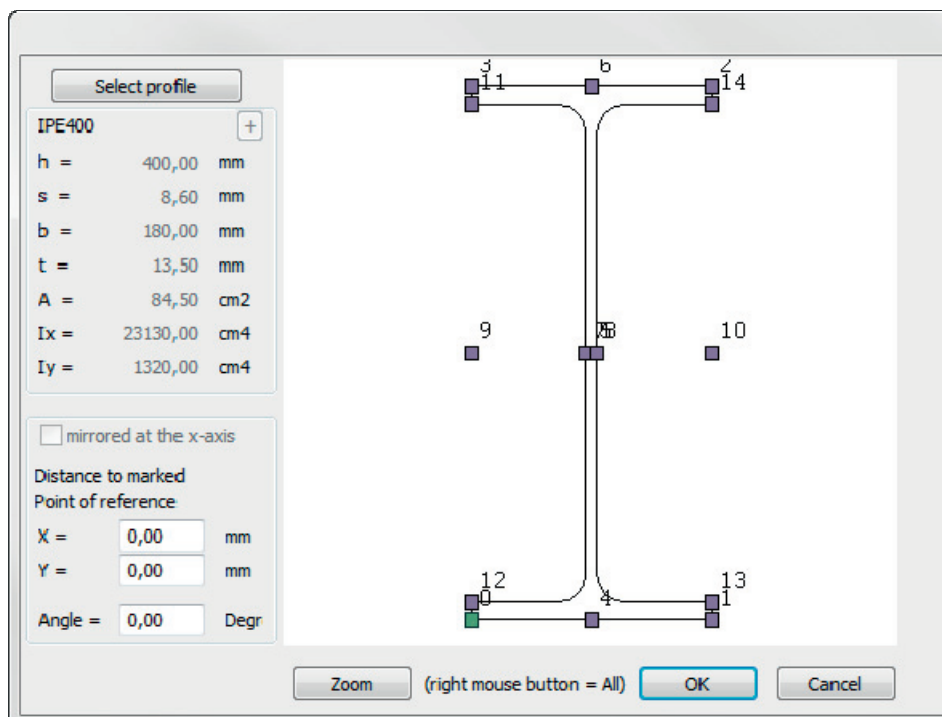 Select profile
IPE400 +
h = 400,00 mm
s = 8,60 mm
b = 180,00 mm
t = 13,50 mm
A = 84,50 cm2
Ix = 23130,00 cm4
Iy = 1320,00 cm4
mirrored at the x-axis
Distance to marked
Point of reference
X = 0,00 mm
Y = 0,00 mm
Angle = 0,00 Degr
3 6 2
11 14
9 8 10
12 13
0 4 1
Zoom (right mouse button = All) OK Cancel